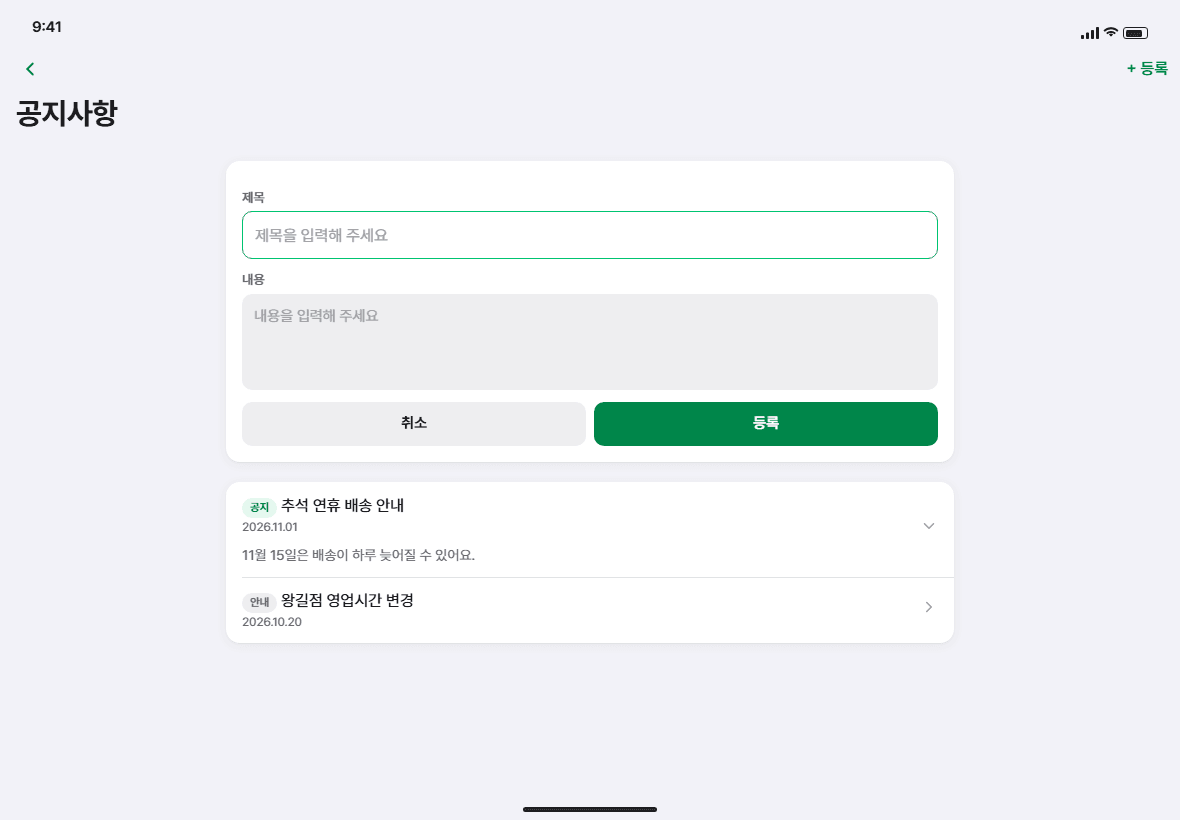 9:41
+ 등록
공지사항
제목
제목을 입력해 주세요
내용
내용을 입력해 주세요
취소
등록
공지 추석 연휴 배송 안내
2026.11.01
11월 15일은 배송이 하루 늦어질 수 있어요.
안내 왕길점 영업시간 변경
2026.10.20